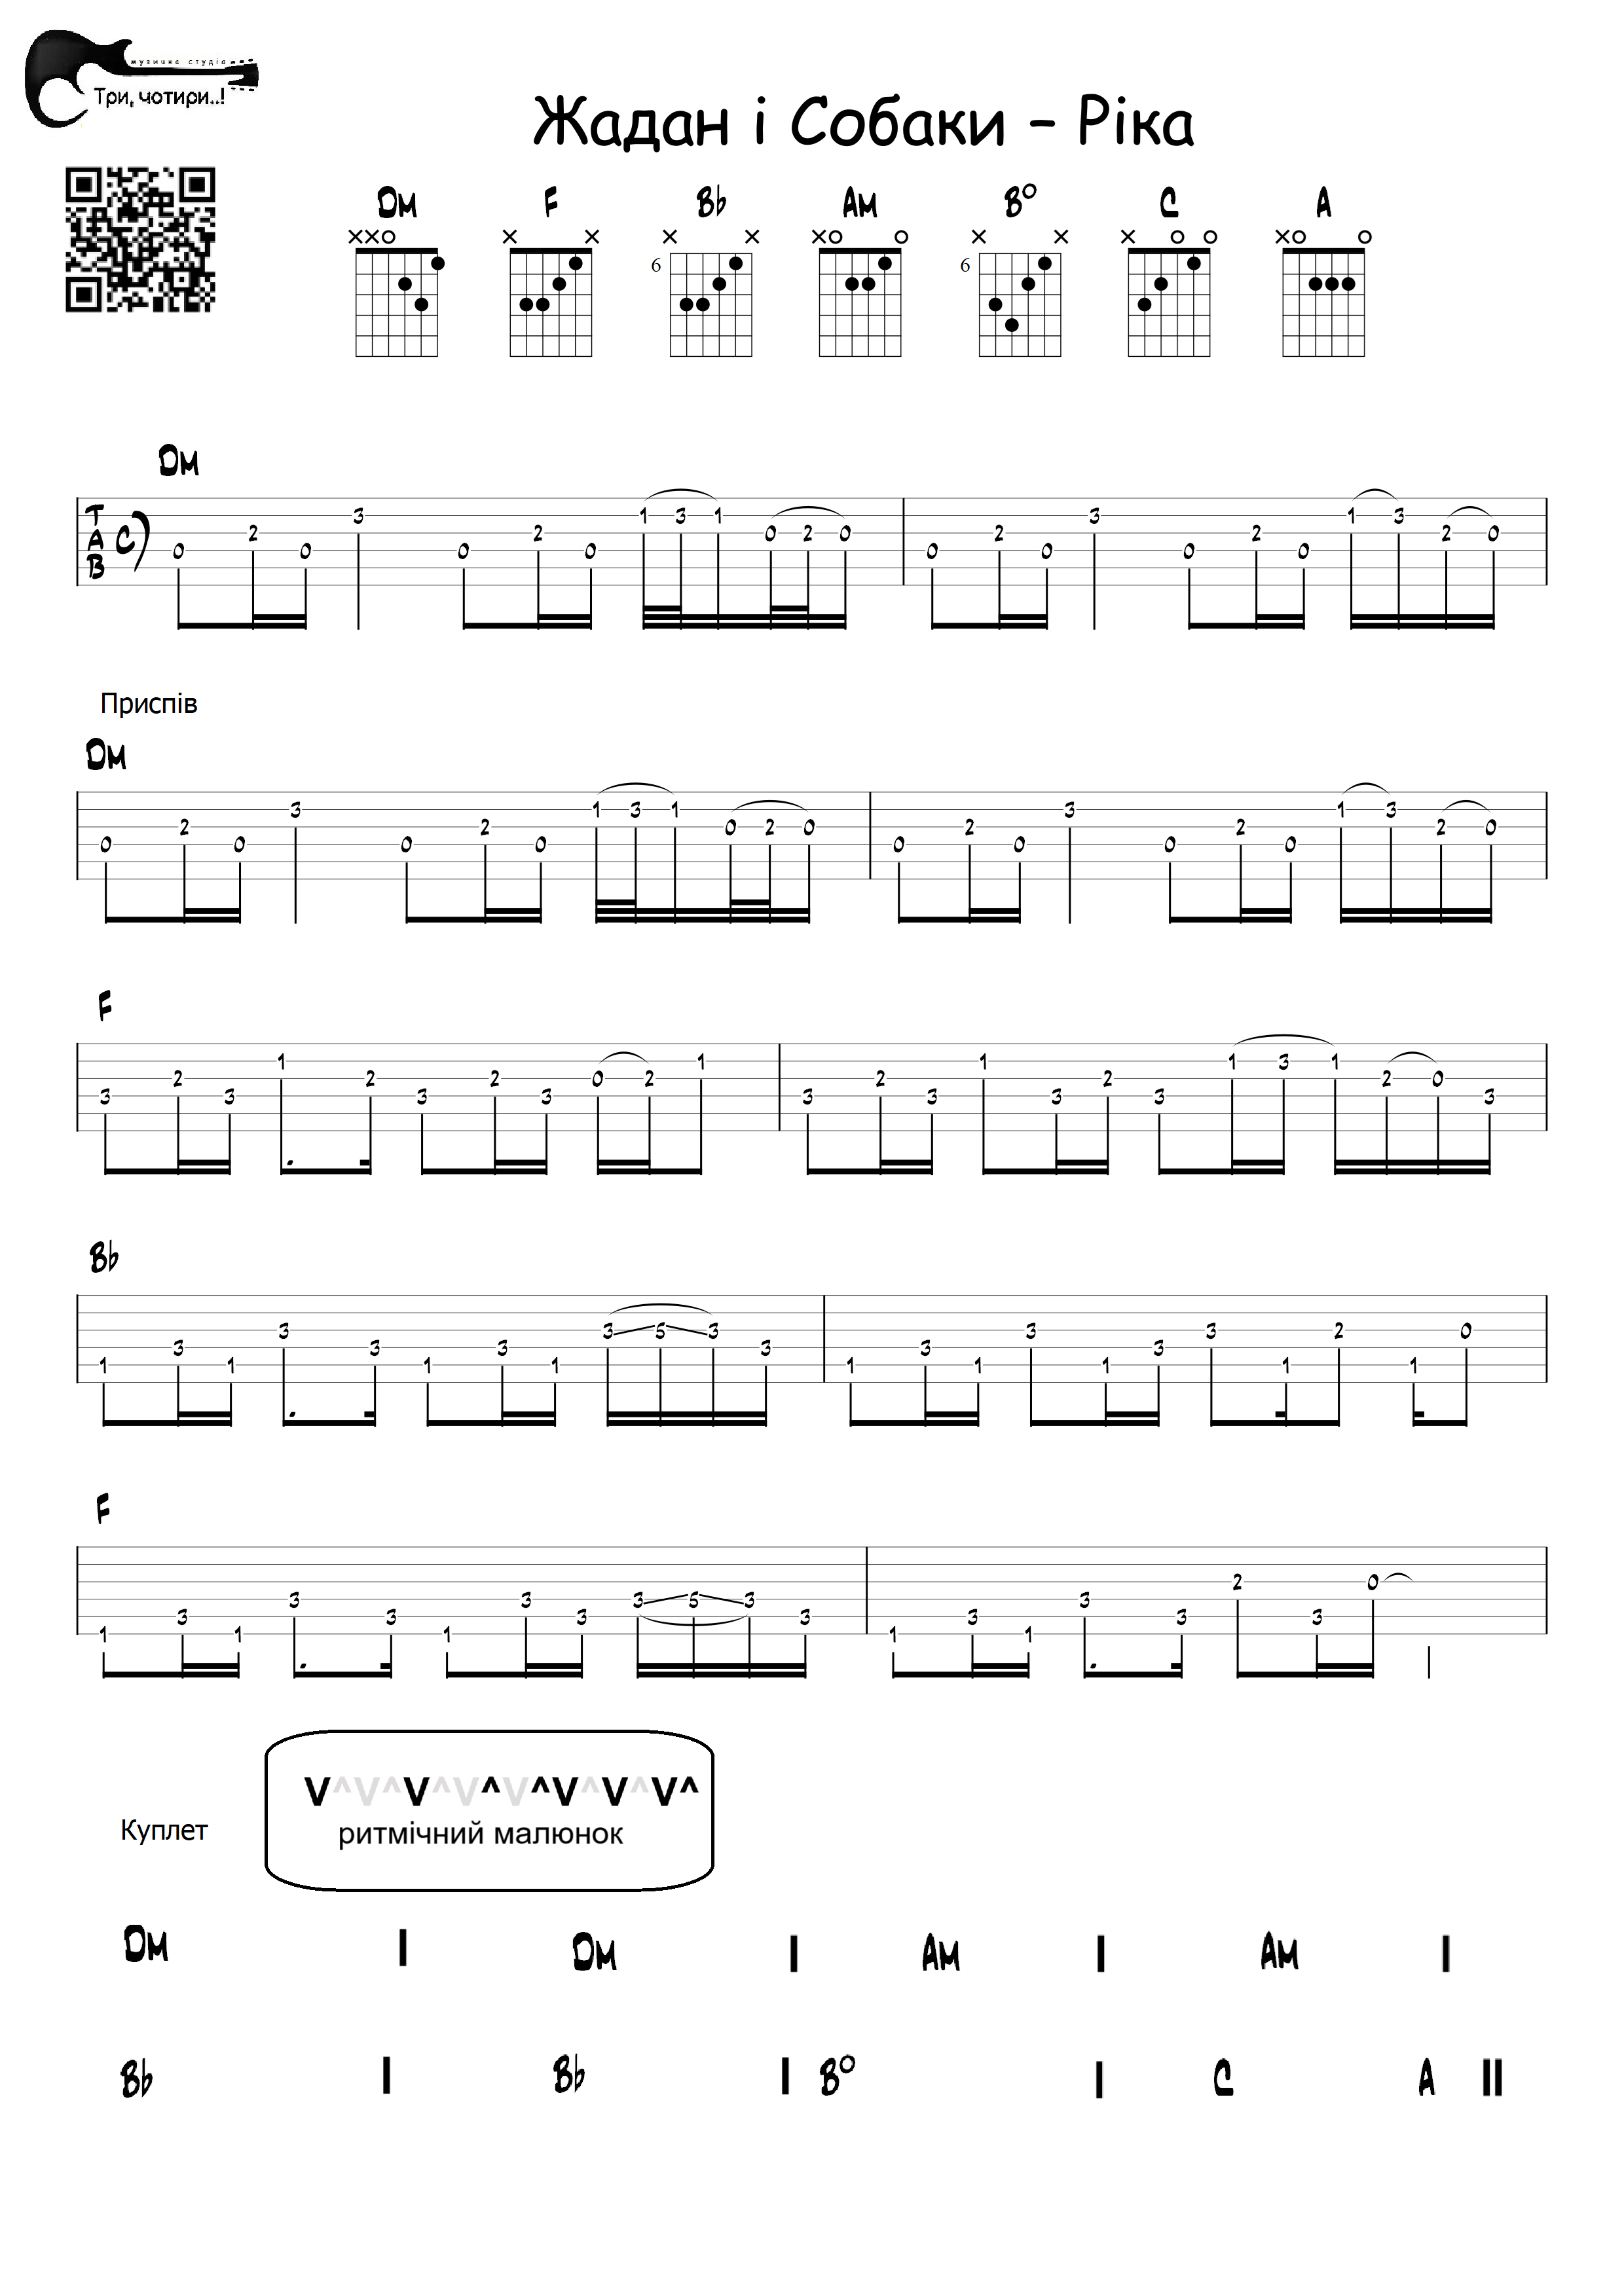 музична студія
Три, чотири..!
Жадан і Собаки – Ріка
Dm F B♭ Am B° C A
6 6
Dm
TAB
0 2 0 3 0 2 0 1 3 1 0 2 0 0 2 0 3 0 2 0 1 3 2 0
Приспів
Dm
0 2 0 3 0 2 0 1 3 1 0 2 0 0 2 0 3 0 2 0 1 3 2 0
F
3 2 3 1 2 3 2 3 0 2 1 3 2 3 1 3 2 3 1 3 1 2 0 3
B♭
1 3 1 3 3 1 3 1 3 5 3 3 1 3 1 3 1 3 3 1 2 1 0
F
1 3 1 3 3 1 3 3 3 5 3 3 1 3 1 3 3 2 3 0
V^V^V^V^V^V^V^V^
ритмічний малюнок
Куплет
Dm | Dm | Am | Am |
B♭ | B♭ | B° | C A ||